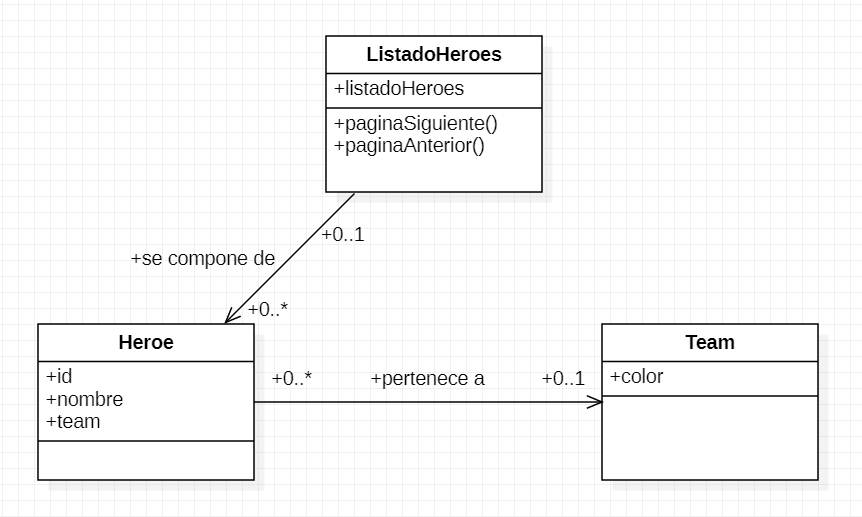 ListadoHeroes
+listadoHeroes
+paginaSiguiente()
+paginaAnterior()
+0..1
+se compone de
+0..*
Heroe
+id
+nombre
+team
+0..*
+pertenece a
+0..1
Team
+color